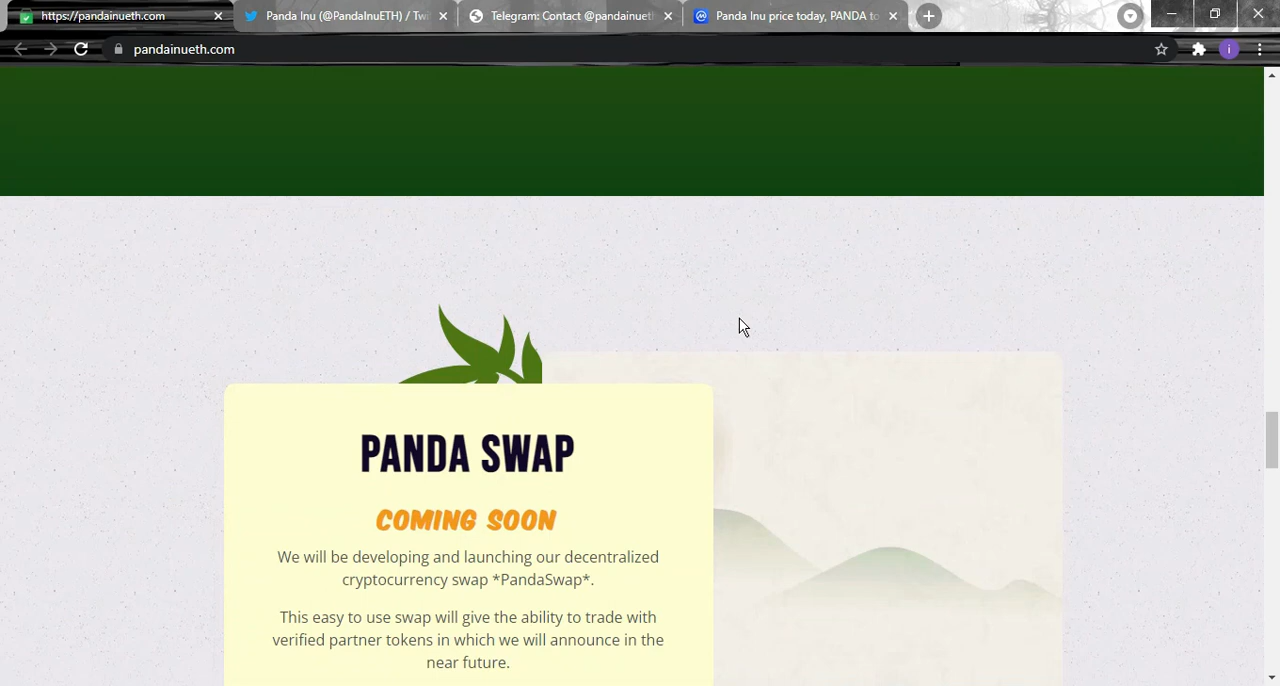 https://pandainueth.com
Panda Inu (@PandaInuETH) / Twi
Telegram: Contact @pandainueth
Panda Inu price today, PANDA to
pandainueth.com
i
PANDA SWAP
COMING SOON
We will be developing and launching our decentralized
cryptocurrency swap *PandaSwap*.
This easy to use swap will give the ability to trade with
verified partner tokens in which we will announce in the
near future.